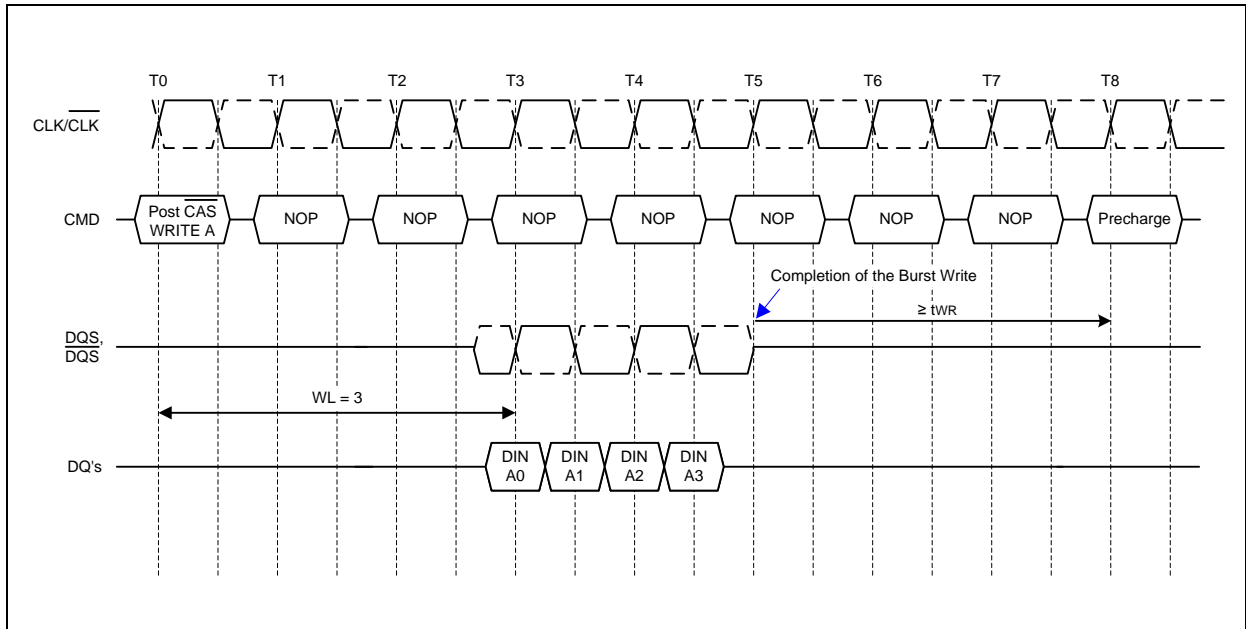 T0 T1 T2 T3 T4 T5 T6 T7 T8
CLK/CLK
CMD
Post CAS
WRITE A
NOP NOP NOP NOP NOP NOP NOP Precharge
Completion of the Burst Write
≥ tWR
DQS,
DQS
WL = 3
DQ's
DIN DIN DIN DIN
A0 A1 A2 A3